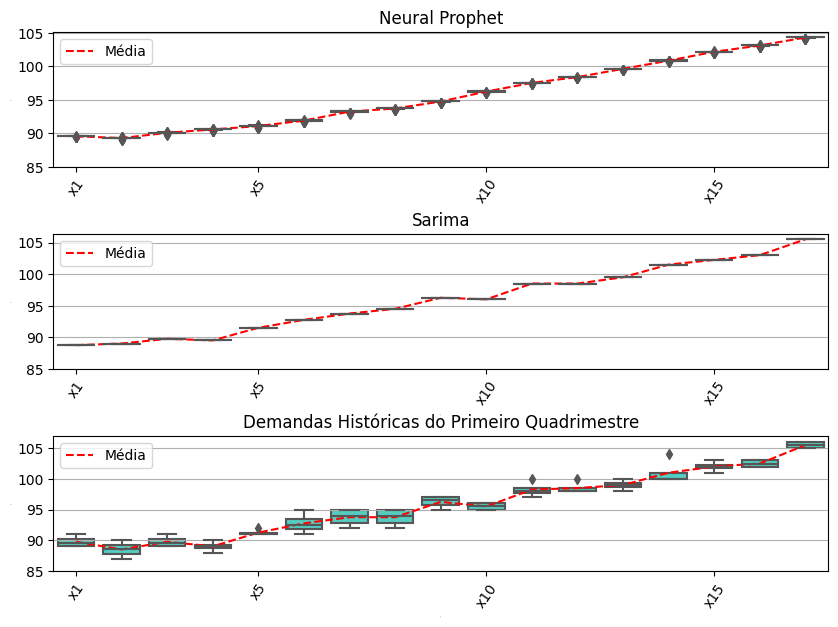 Neural Prophet
105
Média
100
95
90
85
x1
x5
x10
x15
Sarima
105
Média
100
95
90
85
x1
x5
x10
x15
Demandas Históricas do Primeiro Quadrimestre
105
Média
100
95
90
85
x1
x5
x10
x15